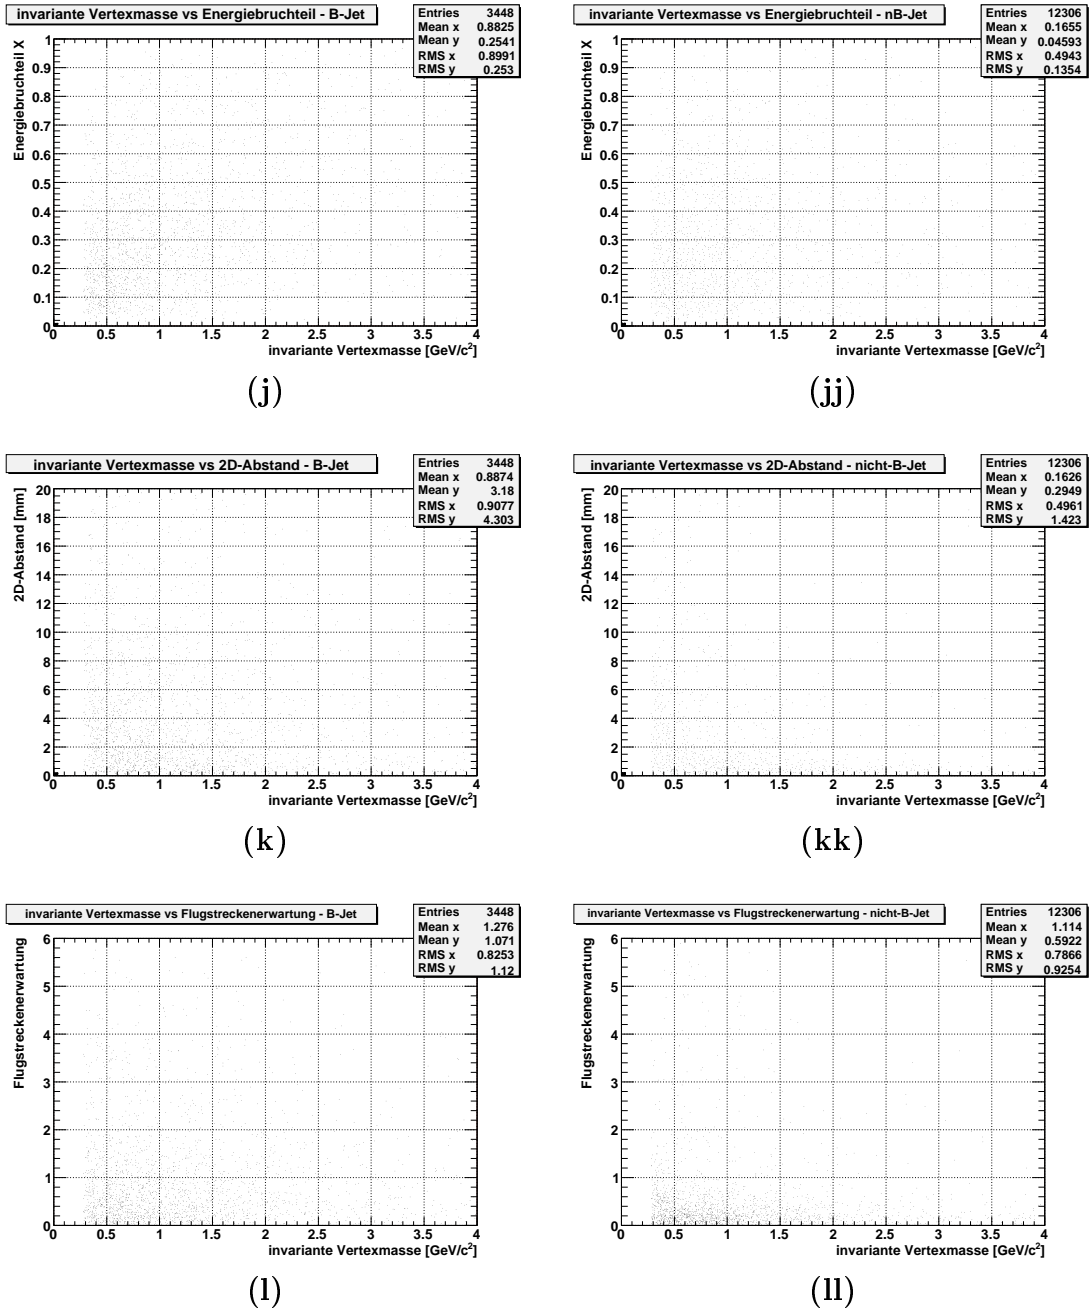 invariante Vertexmasse vs Energiebruchteil - B-Jet
Entries 3448
Mean x 0.8825
Mean y 0.2541
RMS x 0.8991
RMS y 0.253
Energiebruchteil X
1
0.9
0.8
0.7
0.6
0.5
0.4
0.3
0.2
0.1
0
0 0.5 1 1.5 2 2.5 3 3.5 4
invariante Vertexmasse [GeV/c²]
(j)
invariante Vertexmasse vs Energiebruchteil - nB-Jet
Entries 12306
Mean x 0.1655
Mean y 0.04593
RMS x 0.4943
RMS y 0.1354
Energiebruchteil X
1
0.9
0.8
0.7
0.6
0.5
0.4
0.3
0.2
0.1
0
0 0.5 1 1.5 2 2.5 3 3.5 4
invariante Vertexmasse [GeV/c²]
(jj)
invariante Vertexmasse vs 2D-Abstand - B-Jet
Entries 3448
Mean x 0.8874
Mean y 3.18
RMS x 0.9077
RMS y 4.303
2D-Abstand [mm]
20
18
16
14
12
10
8
6
4
2
0
0 0.5 1 1.5 2 2.5 3 3.5 4
invariante Vertexmasse [GeV/c²]
(k)
invariante Vertexmasse vs 2D-Abstand - nicht-B-Jet
Entries 12306
Mean x 0.1626
Mean y 0.2949
RMS x 0.4961
RMS y 1.423
2D-Abstand [mm]
20
18
16
14
12
10
8
6
4
2
0
0 0.5 1 1.5 2 2.5 3 3.5 4
invariante Vertexmasse [GeV/c²]
(kk)
invariante Vertexmasse vs Flugstreckenerwartung - B-Jet
Entries 3448
Mean x 1.276
Mean y 1.071
RMS x 0.8253
RMS y 1.12
Flugstreckenerwartung
6
5
4
3
2
1
0
0 0.5 1 1.5 2 2.5 3 3.5 4
invariante Vertexmasse [GeV/c²]
(l)
invariante Vertexmasse vs Flugstreckenerwartung - nicht-B-Jet
Entries 12306
Mean x 1.114
Mean y 0.5922
RMS x 0.7866
RMS y 0.9254
Flugstreckenerwartung
6
5
4
3
2
1
0
0 0.5 1 1.5 2 2.5 3 3.5 4
invariante Vertexmasse [GeV/c²]
(ll)